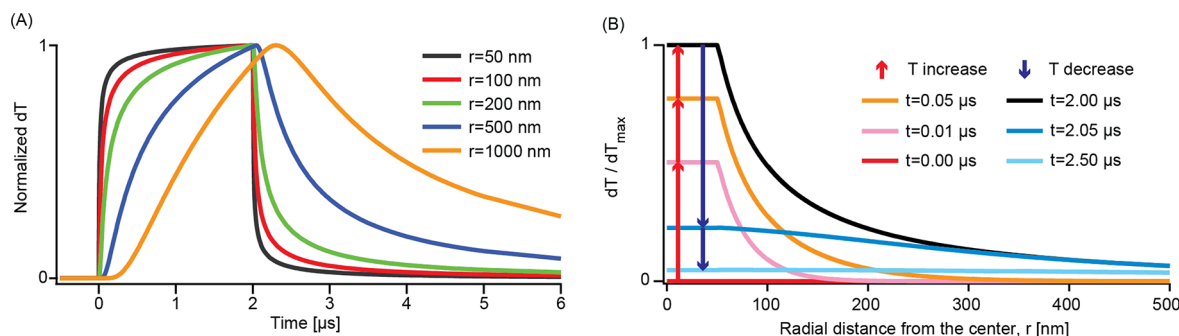 (A)
Normalized dT
1
0
r=50 nm
r=100 nm
r=200 nm
r=500 nm
r=1000 nm
0 1 2 3 4 5 6
Time [µs]
(B)
dT / dTmax
1
0
T increase T decrease
t=0.05 µs t=2.00 µs
t=0.01 µs t=2.05 µs
t=0.00 µs t=2.50 µs
0 100 200 300 400 500
Radial distance from the center, r [nm]